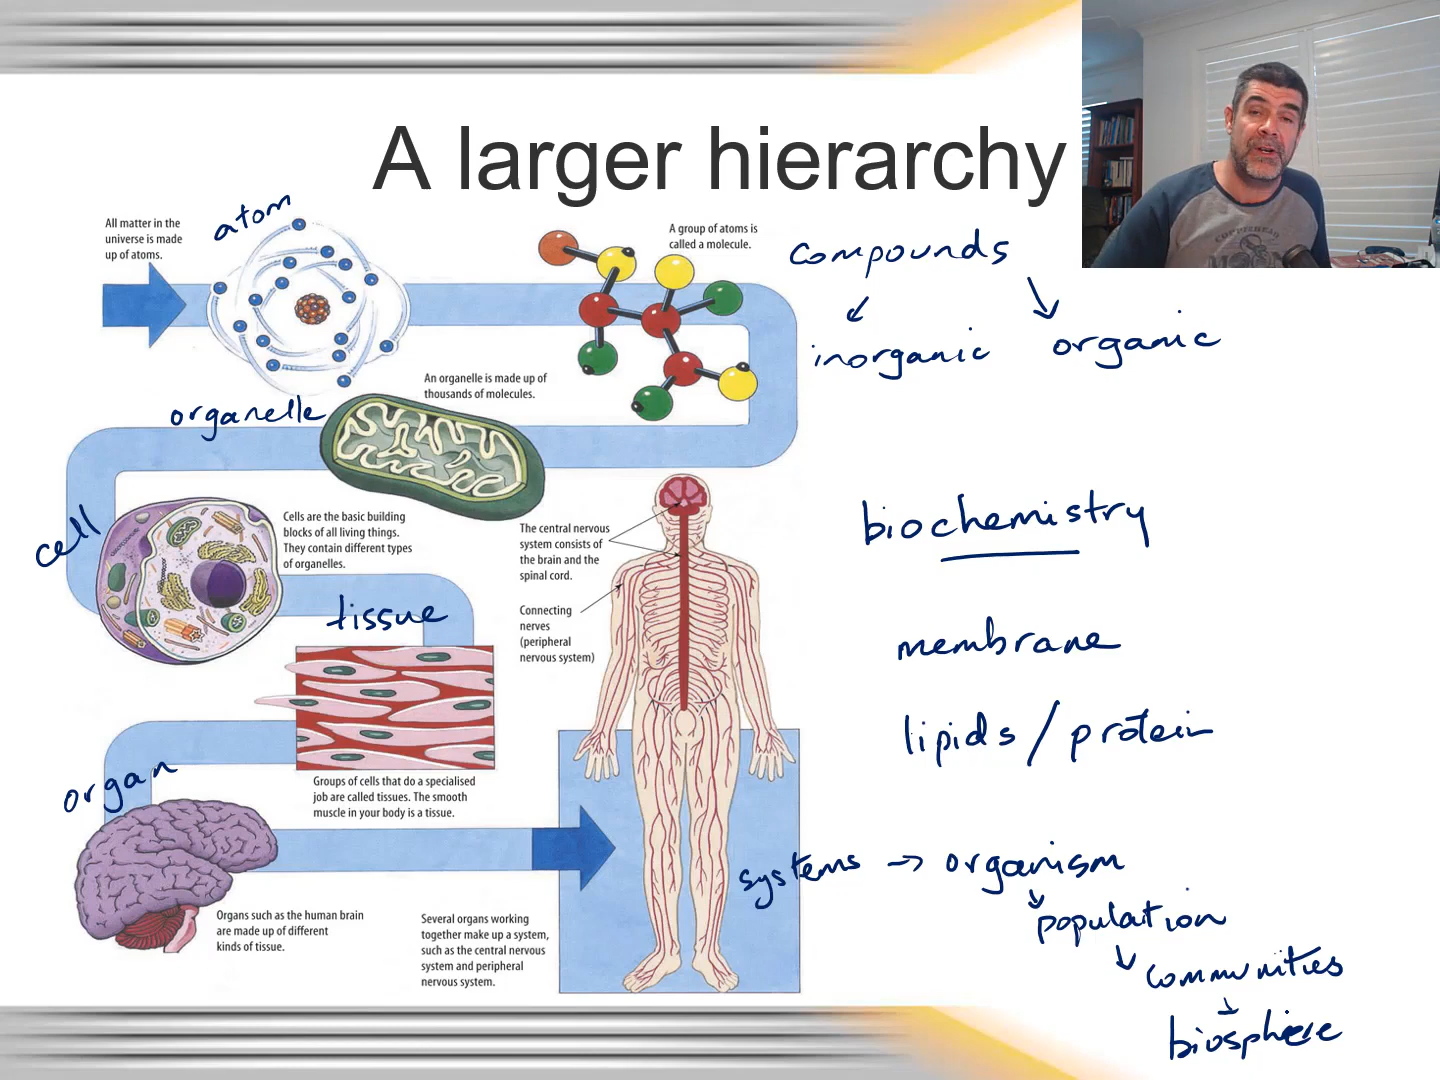 A larger hierarchy
All matter in the
universe is made
up of atoms.
atom
A group of atoms is
called a molecule.
compounds
inorganic organic
An organelle is made up of
thousands of molecules.
organelle
cell
Cells are the basic building
blocks of all living things.
They contain different types
of organelles.
The central nervous
system consists of
the brain and the
spinal cord.
Connecting
nerves
(peripheral
nervous system)
biochemistry
tissue
membrane
lipids / protein
Groups of cells that do a specialised
job are called tissues. The smooth
muscle in your body is a tissue.
organ
Organs such as the human brain
are made up of different
kinds of tissue.
Several organs working
together make up a system,
such as the central nervous
system and peripheral
nervous system.
systems → organism
population
communities
biosphere